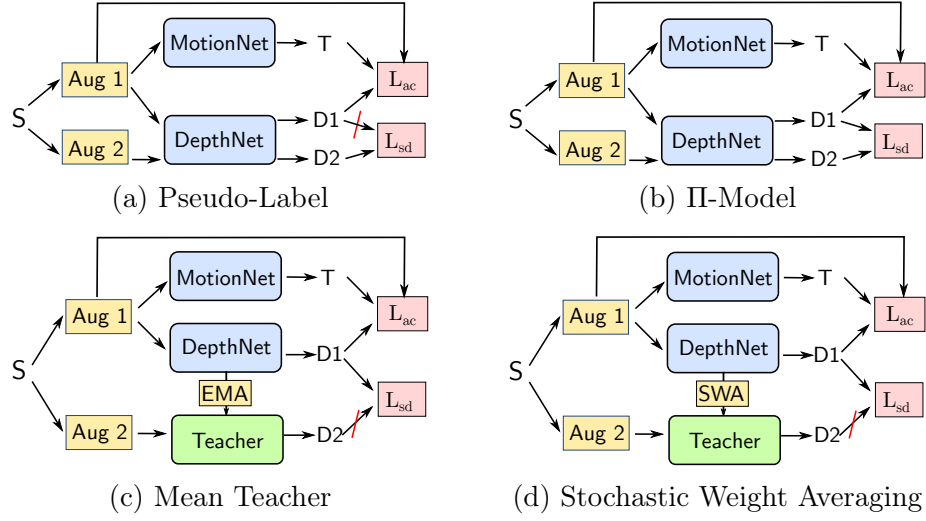 MotionNet
T
Aug 1
L_ac
S
D1
DepthNet
Aug 2
D2
L_sd
(a) Pseudo-Label
MotionNet
T
Aug 1
L_ac
S
D1
DepthNet
Aug 2
D2
L_sd
(b) Π-Model
MotionNet
T
Aug 1
L_ac
DepthNet
D1
S
EMA
L_sd
Aug 2
Teacher
D2
(c) Mean Teacher
MotionNet
T
Aug 1
L_ac
DepthNet
D1
S
SWA
L_sd
Aug 2
Teacher
D2
(d) Stochastic Weight Averaging